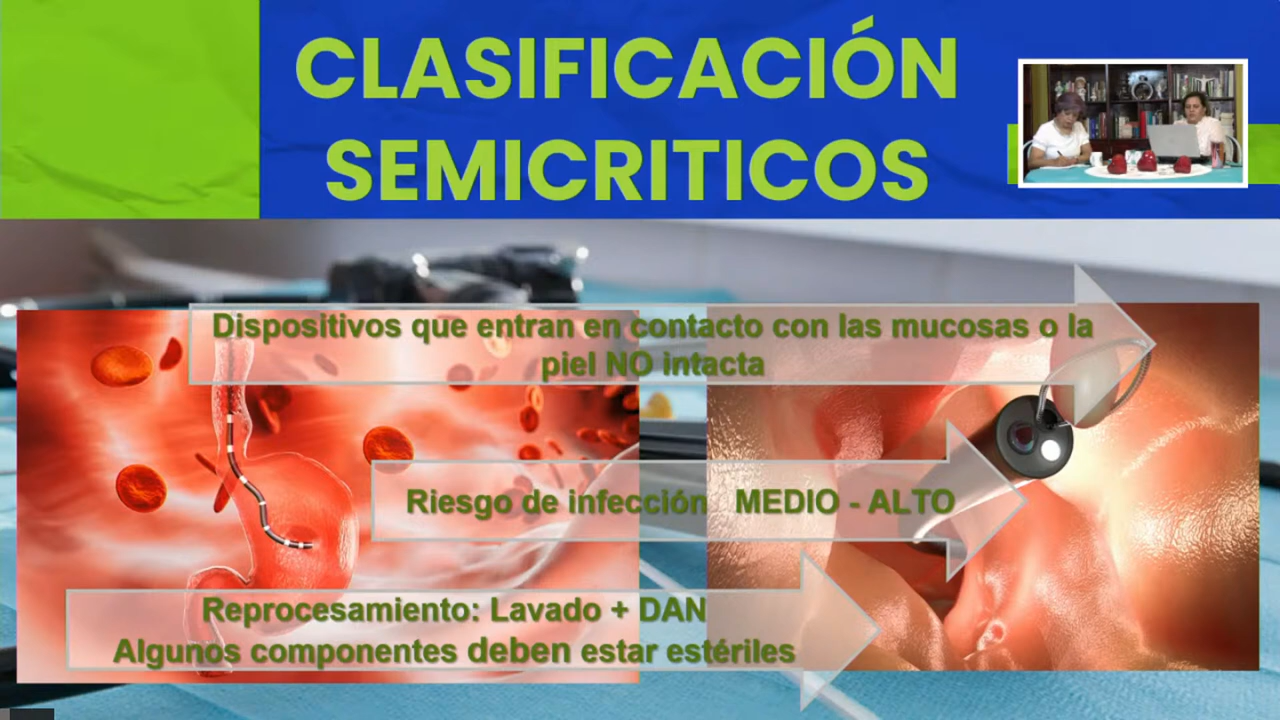 CLASIFICACIÓN
SEMICRITICOS
Dispositivos que entran en contacto con las mucosas o la
piel NO intacta
Riesgo de infección MEDIO - ALTO
Reprocesamiento: Lavado + DAN
Algunos componentes deben estar estériles